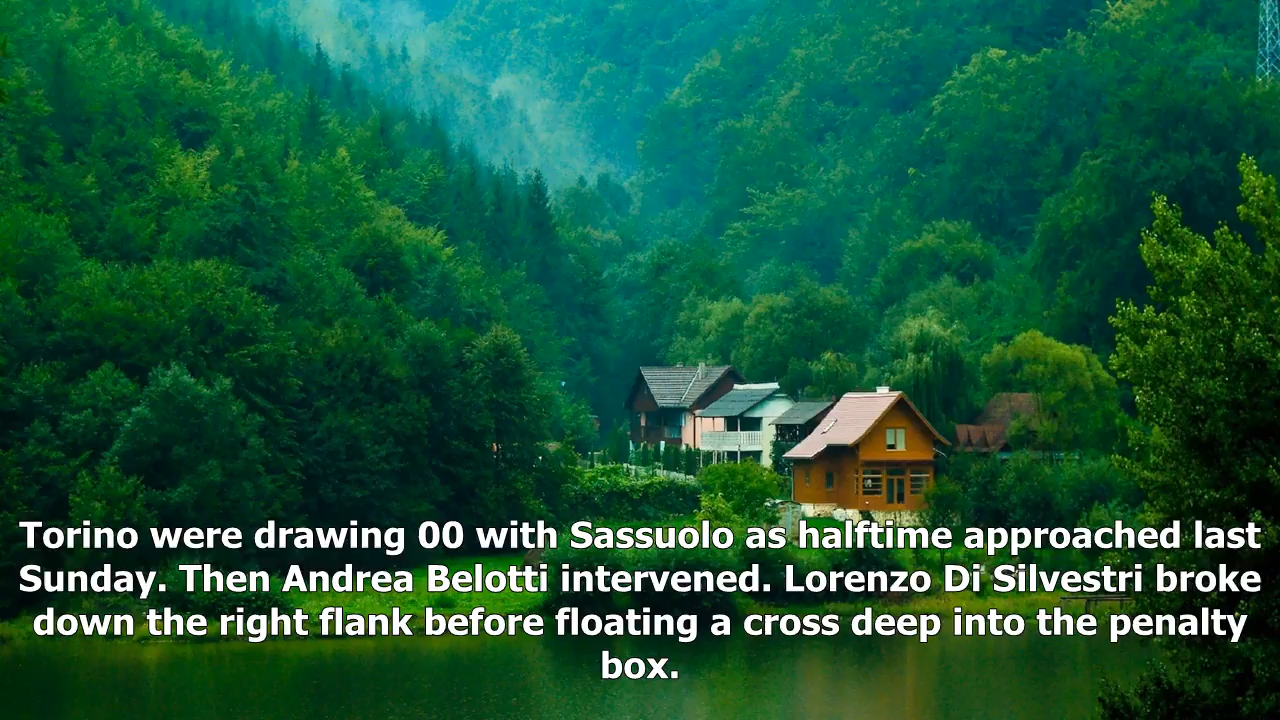 Torino were drawing 00 with Sassuolo as halftime approached last
Sunday. Then Andrea Belotti intervened. Lorenzo Di Silvestri broke
down the right flank before floating a cross deep into the penalty
box.